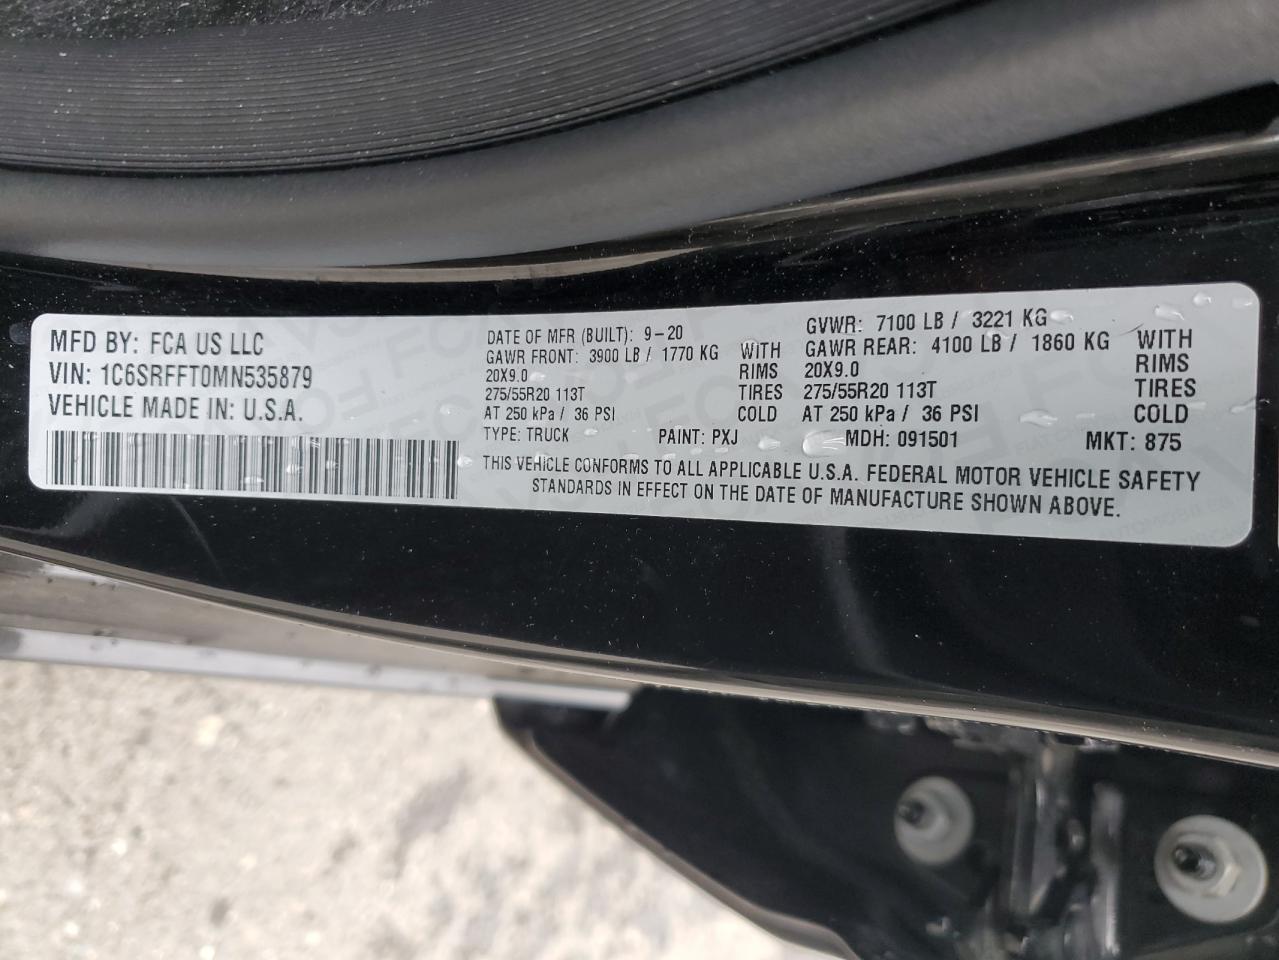 MFD BY: FCA US LLC
VIN: 1C6SRFFT0MN535879
VEHICLE MADE IN: U.S.A.
DATE OF MFR (BUILT): 9-20
GAWR FRONT: 3900 LB / 1770 KG WITH
20X9.0 RIMS
275/55R20 113T TIRES
AT 250 kPa / 36 PSI COLD
GVWR: 7100 LB / 3221 KG
GAWR REAR: 4100 LB / 1860 KG WITH
20X9.0 RIMS
275/55R20 113T TIRES
AT 250 kPa / 36 PSI COLD
TYPE: TRUCK PAINT: PXJ MDH: 091501 MKT: 875
THIS VEHICLE CONFORMS TO ALL APPLICABLE U.S.A. FEDERAL MOTOR VEHICLE SAFETY
STANDARDS IN EFFECT ON THE DATE OF MANUFACTURE SHOWN ABOVE.